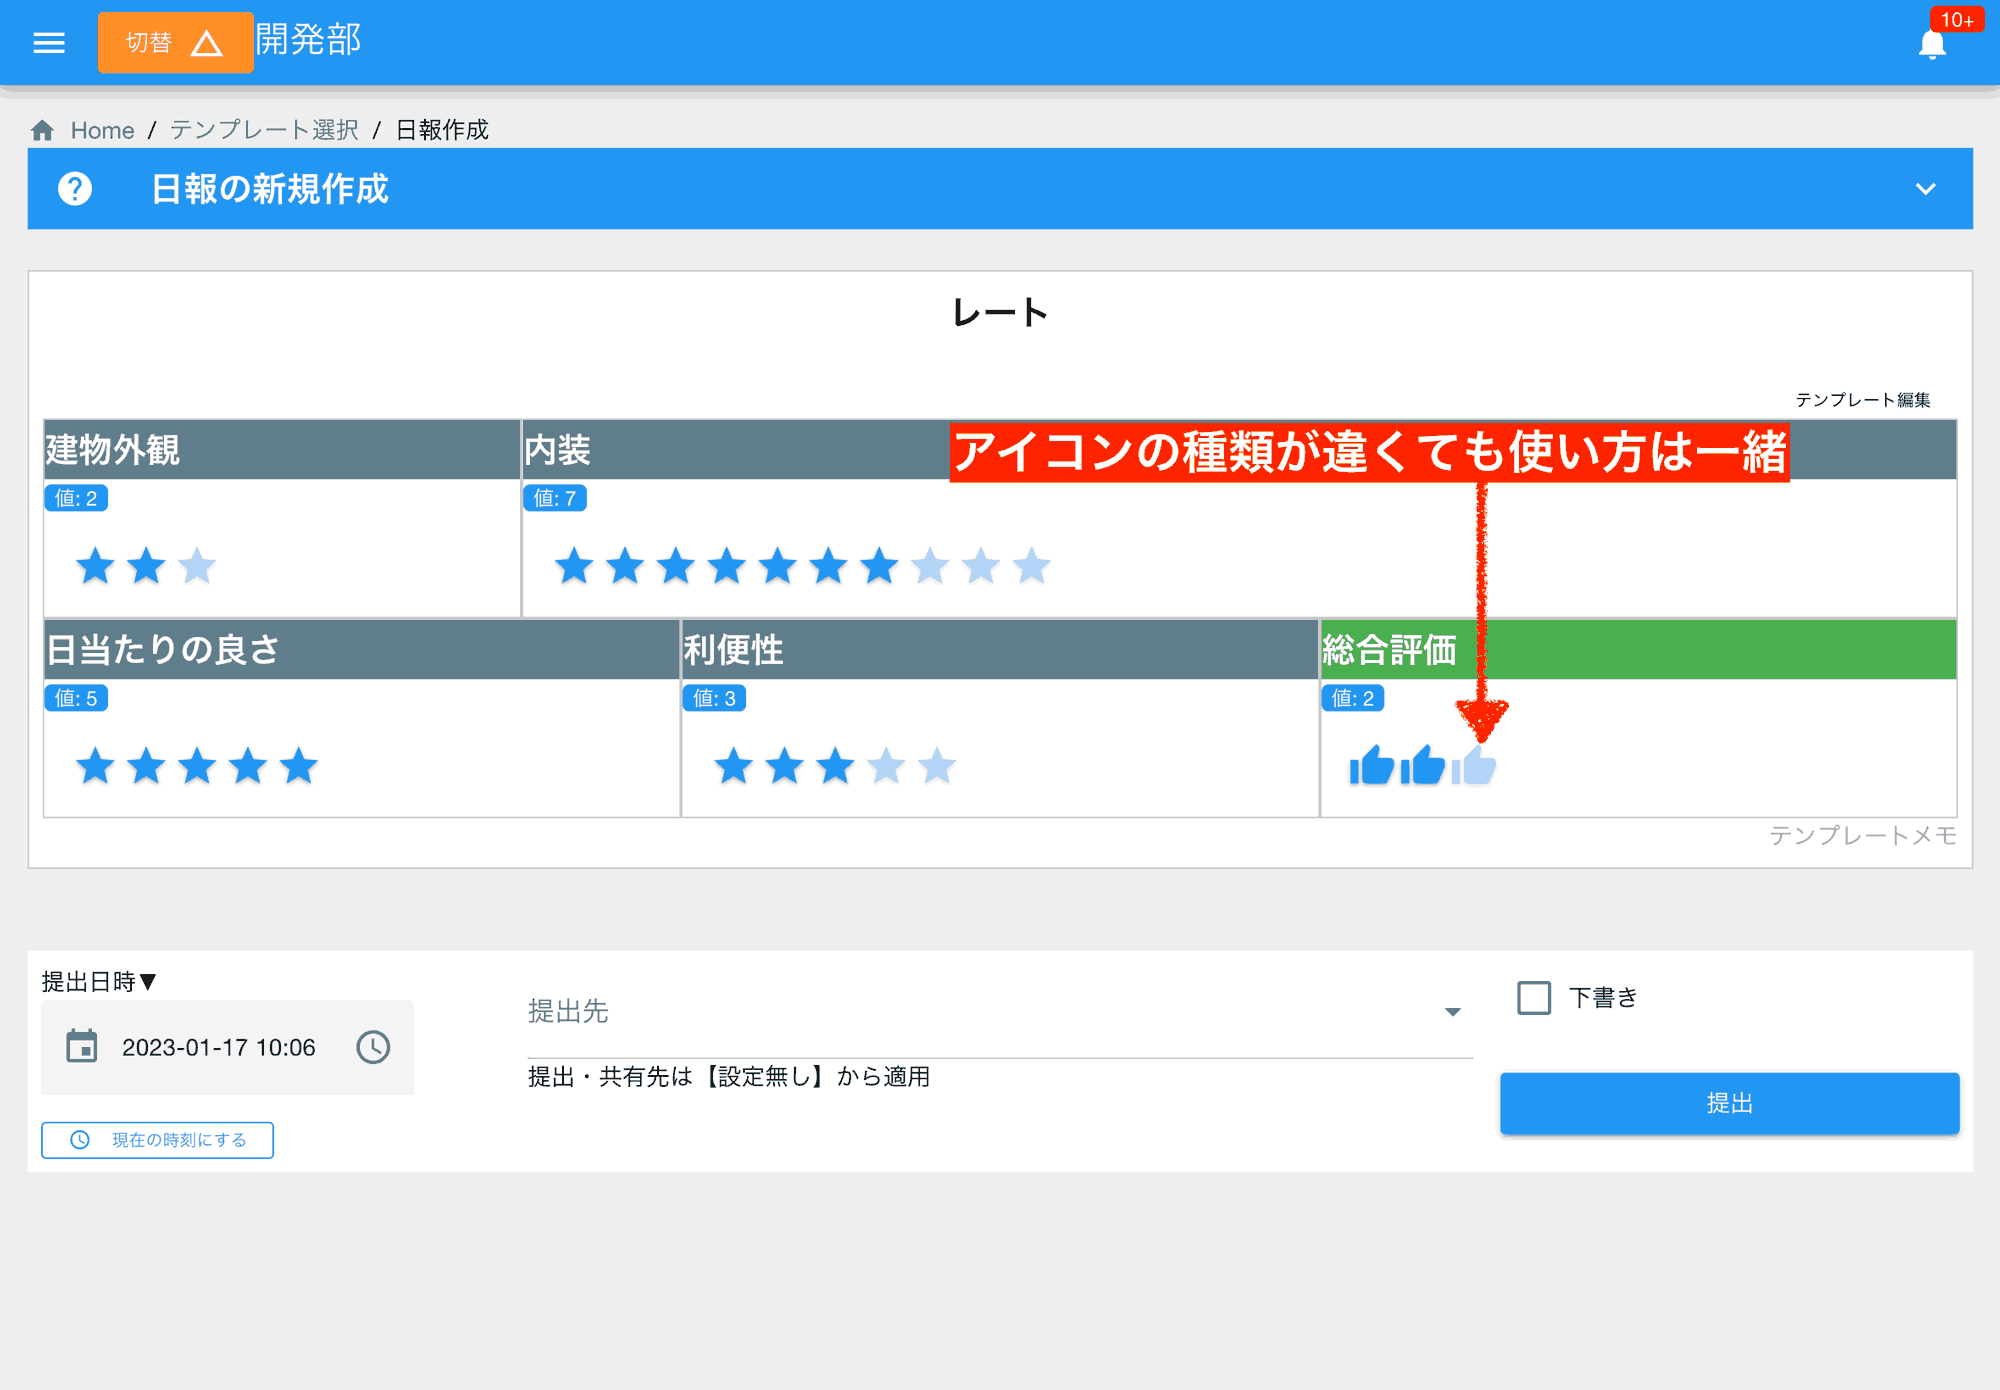 切替 開発部
10+
Home / テンプレート選択 / 日報作成
日報の新規作成
レート
テンプレート編集
建物外観
内装
アイコンの種類が違くても使い方は一緒
値: 2
値: 7
日当たりの良さ
利便性
総合評価
値: 5
値: 3
値: 2
テンプレートメモ
提出日時▼
2023-01-17 10:06
現在の時刻にする
提出先
提出・共有先は【設定無し】から適用
下書き
提出